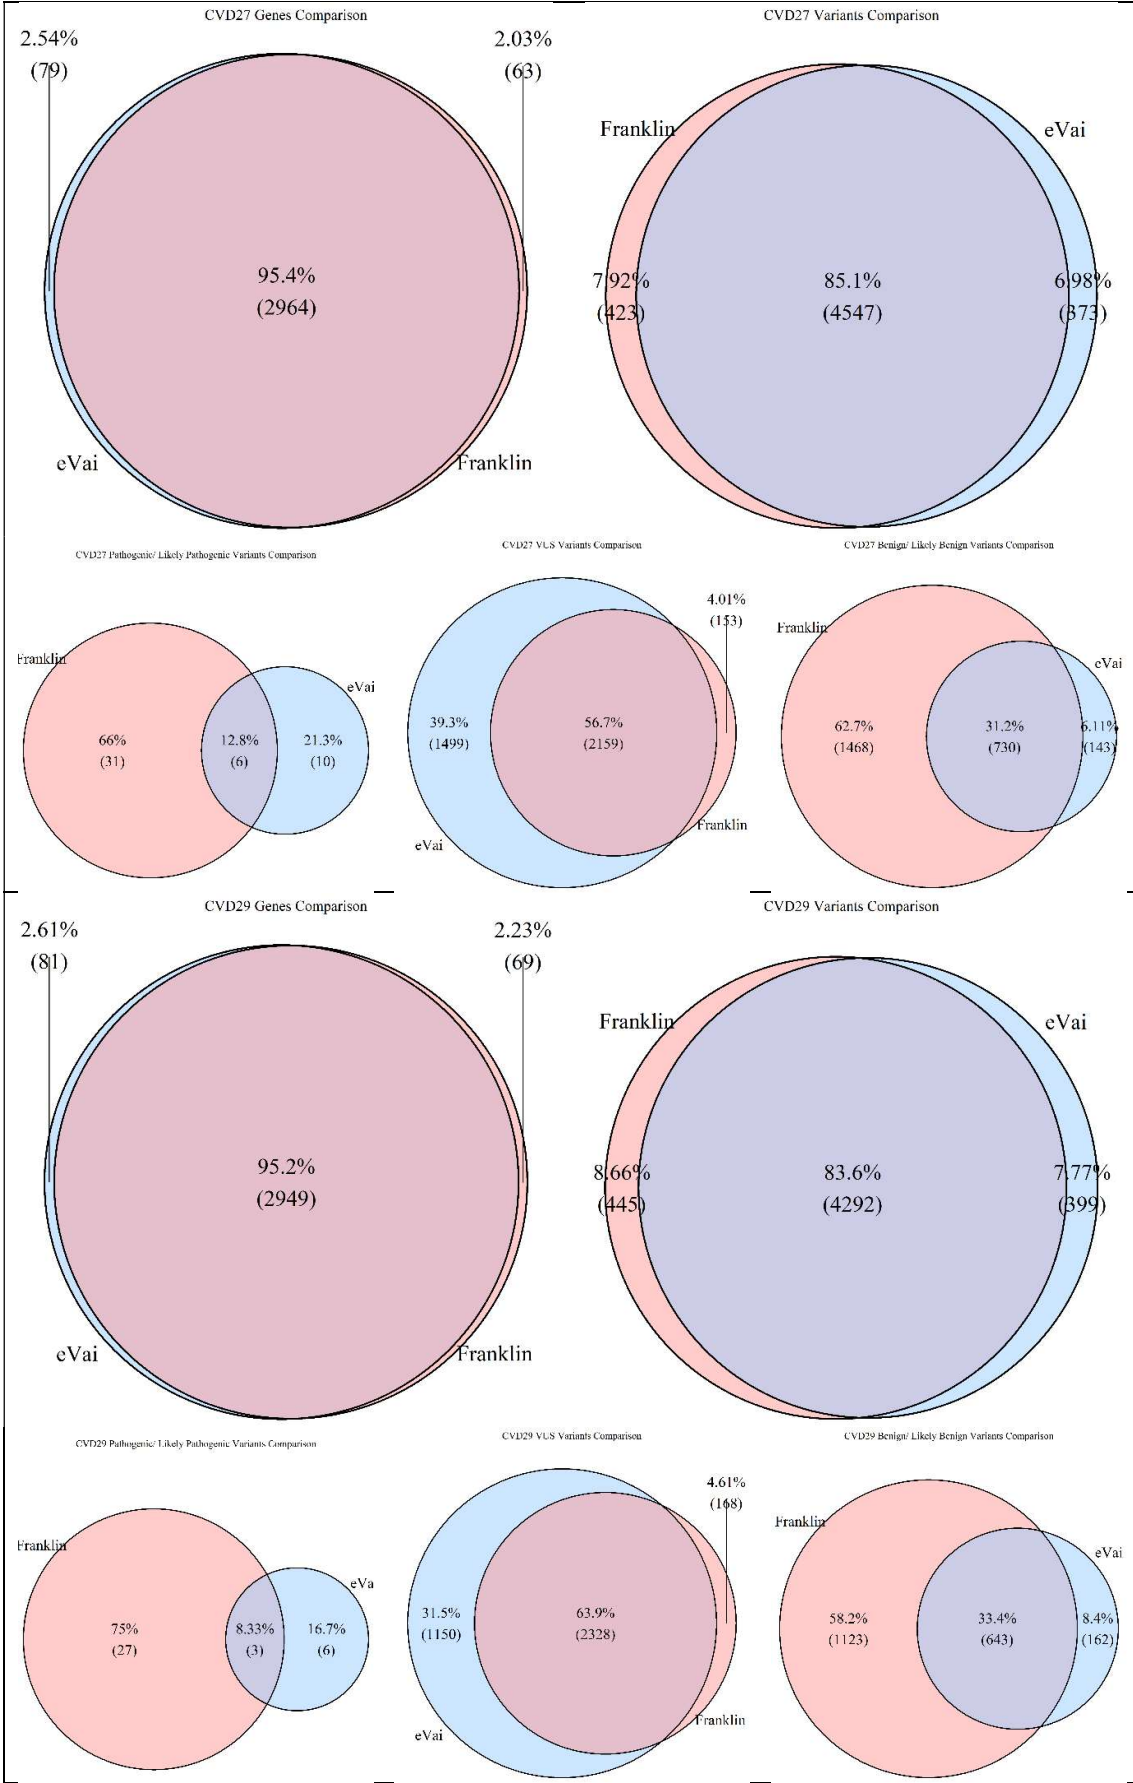 CVD27 Genes Comparison
2.54%
(79)
2.03%
(63)
95.4%
(2964)
eVai
Franklin
CVD27 Variants Comparison
Franklin
eVai
7.92%
(423)
85.1%
(4547)
6.98%
(373)
CVD27 Pathogenic/ Likely Pathogenic Variants Comparison
Franklin
eVai
66%
(31)
12.8%
(6)
21.3%
(10)
CVD27 VUS Variants Comparison
4.01%
(153)
39.3%
(1499)
56.7%
(2159)
eVai
Franklin
CVD27 Benign/ Likely Benign Variants Comparison
Franklin
eVai
62.7%
(1468)
31.2%
(730)
6.11%
(143)
CVD29 Genes Comparison
2.61%
(81)
2.23%
(69)
95.2%
(2949)
eVai
Franklin
CVD29 Variants Comparison
Franklin
eVai
8.66%
(445)
83.6%
(4292)
7.77%
(399)
CVD29 Pathogenic/ Likely Pathogenic Variants Comparison
Franklin
eVa
75%
(27)
8.33%
(3)
16.7%
(6)
CVD29 VUS Variants Comparison
4.61%
(168)
31.5%
(1150)
63.9%
(2328)
eVai
Franklin
CVD29 Benign/ Likely Benign Variants Comparison
Franklin
eVai
58.2%
(1123)
33.4%
(643)
8.4%
(162)